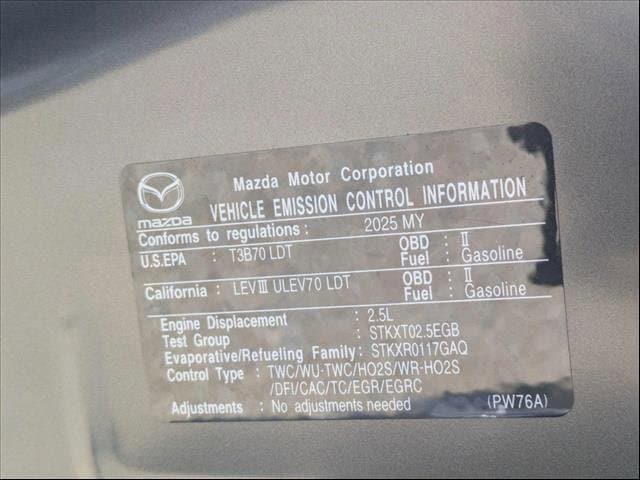 Mazda Motor Corporation
mazda
VEHICLE EMISSION CONTROL INFORMATION
Conforms to regulations : 2025 MY
U.S.EPA : T3B70 LDT OBD : Ⅱ
Fuel : Gasoline
California : LEVⅢ ULEV70 LDT OBD : Ⅱ
Fuel : Gasoline
Engine Displacement : 2.5L
Test Group : STKXT02.5EGB
Evaporative/Refueling Family: STKXR0117GAQ
Control Type : TWC/WU-TWC/HO2S/WR-HO2S
/DFI/CAC/TC/EGR/EGRC
Adjustments : No adjustments needed (PW76A)